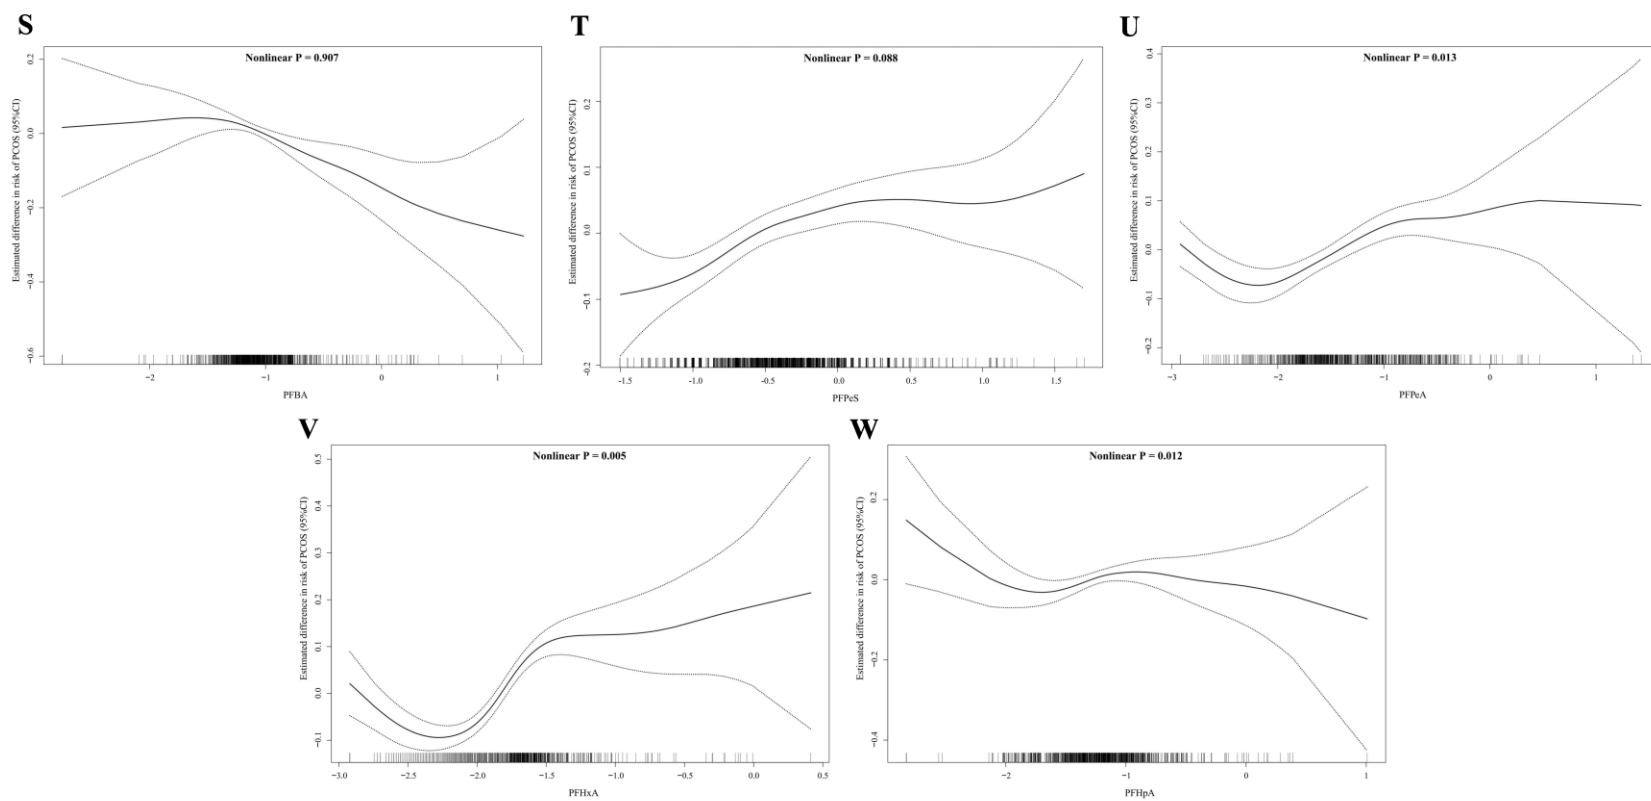 S
Nonlinear P = 0.907
Estimated difference in risk of PCOS (95%CI)
0.2
0.0
−0.2
−0.4
−0.6
−2
−1
0
1
PFBA
T
Nonlinear P = 0.088
Estimated difference in risk of PCOS (95%CI)
0.2
0.1
0.0
−0.1
−0.2
-1.5
-1.0
-0.5
0.0
0.5
1.0
1.5
PFPeS
U
Nonlinear P = 0.013
Estimated difference in risk of PCOS (95%CI)
0.4
0.3
0.2
0.1
0.0
−0.1
−0.2
−3
−2
−1
0
1
PFPeA
V
Nonlinear P = 0.005
Estimated difference in risk of PCOS (95%CI)
0.5
0.4
0.3
0.2
0.1
0.0
−0.1
-3.0
-2.5
-2.0
-1.5
-1.0
-0.5
0.0
0.5
PFHxA
W
Nonlinear P = 0.012
Estimated difference in risk of PCOS (95%CI)
0.2
0.0
−0.2
−0.4
−2
−1
0
1
PFHpA